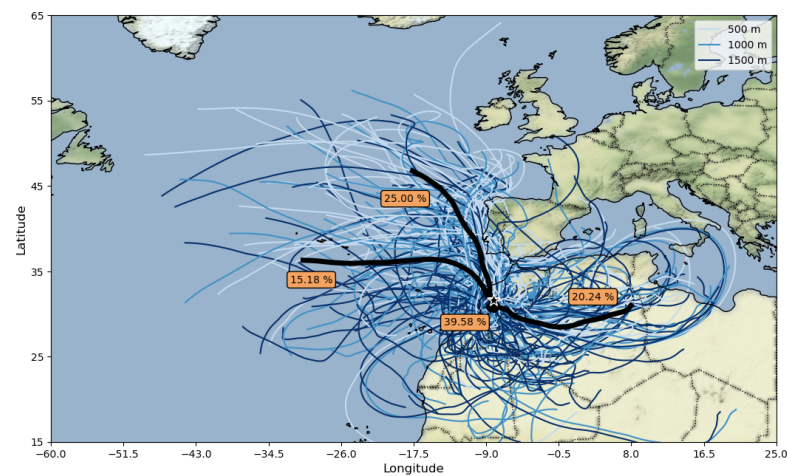 65
55
45
35
25
15
Latitude
500 m
1000 m
1500 m
25.00 %
15.18 %
20.24 %
39.58 %
−60.0 −51.5 −43.0 −34.5 −26.0 −17.5 −9.0 −0.5 8.0 16.5 25.0
Longitude